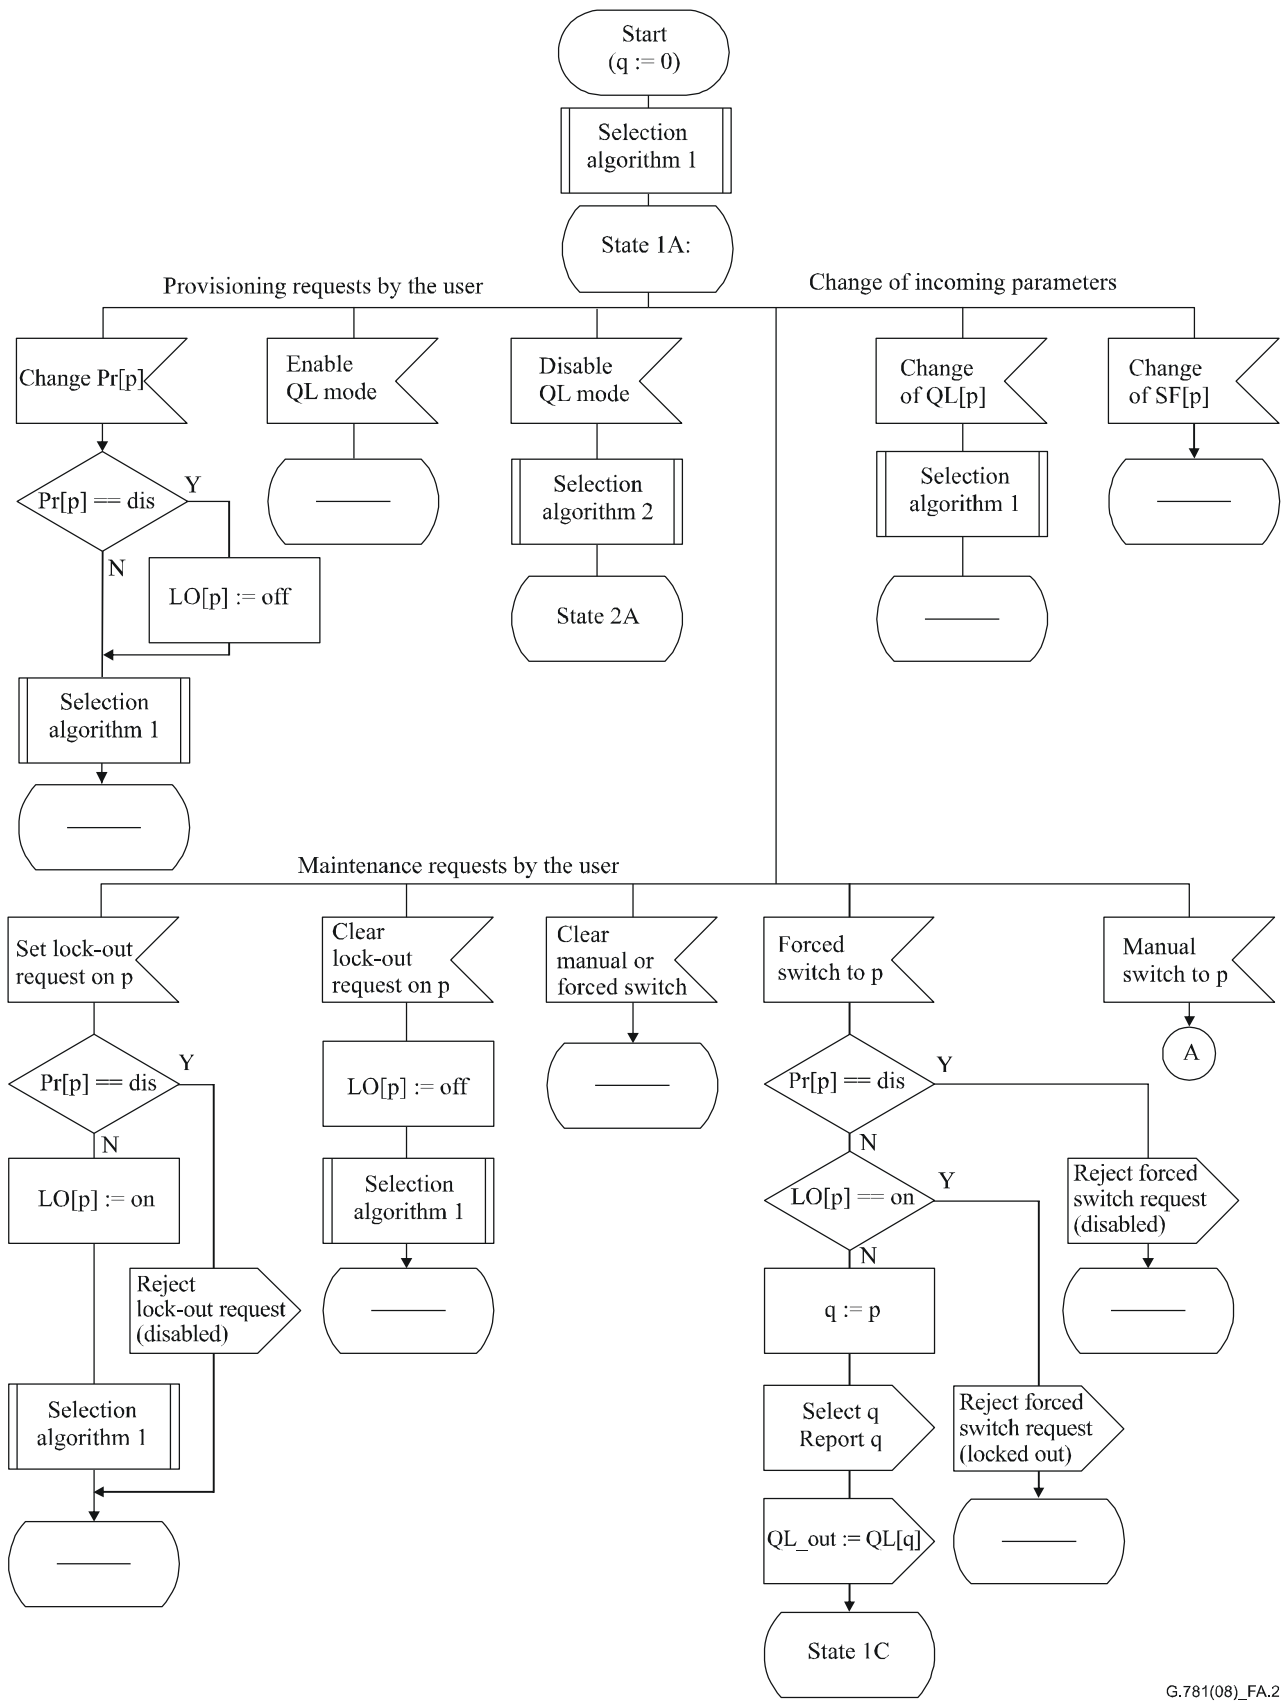 Start
(q := 0)
Selection
algorithm 1
State 1A:
Provisioning requests by the user
Change of incoming parameters
Change Pr[p]
Enable
QL mode
Disable
QL mode
Change
of QL[p]
Change
of SF[p]
Pr[p] == dis
Y
N
LO[p] := off
Selection
algorithm 1
Selection
algorithm 2
State 2A
Selection
algorithm 1
Maintenance requests by the user
Set lock-out
request on p
Clear
lock-out
request on p
Clear
manual or
forced switch
Forced
switch to p
Manual
switch to p
Pr[p] == dis
Y
N
LO[p] := on
Reject
lock-out request
(disabled)
Selection
algorithm 1
LO[p] := off
Selection
algorithm 1
Pr[p] == dis
Y
N
LO[p] == on
Y
N
q := p
Select q
Report q
QL_out := QL[q]
State 1C
Reject forced
switch request
(disabled)
Reject forced
switch request
(locked out)
A
G.781(08)_FA.2